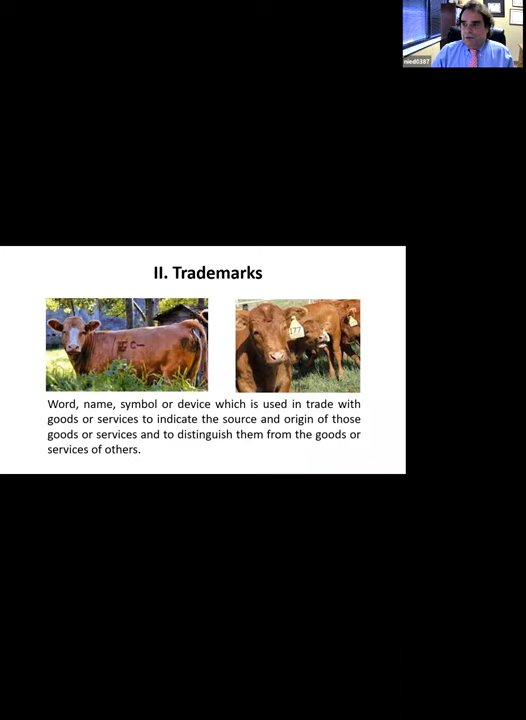 nied0387
II. Trademarks
177
Word, name, symbol or device which is used in trade with
goods or services to indicate the source and origin of those
goods or services and to distinguish them from the goods or
services of others.